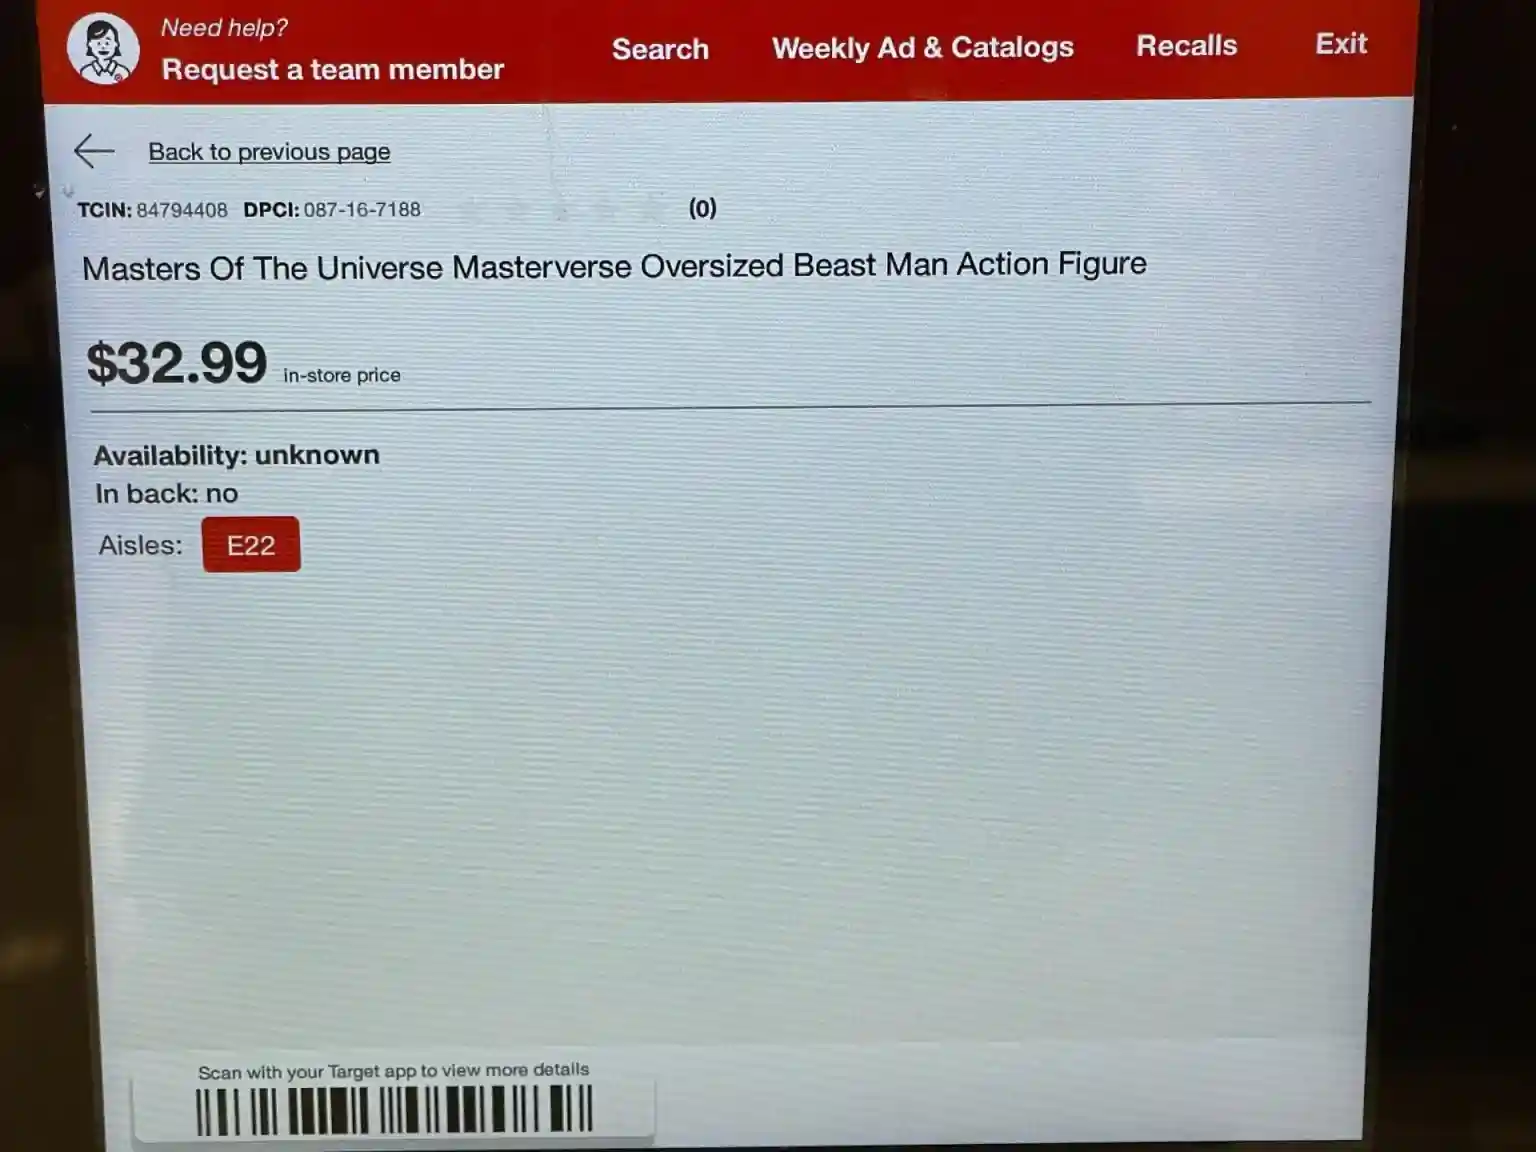 Need help?
Request a team member
Search
Weekly Ad & Catalogs
Recalls
Exit
Back to previous page
TCIN: 84794408 DPCI: 087-16-7188 (0)
Masters Of The Universe Masterverse Oversized Beast Man Action Figure
$32.99 in-store price
Availability: unknown
In back: no
Aisles: E22
Scan with your Target app to view more details